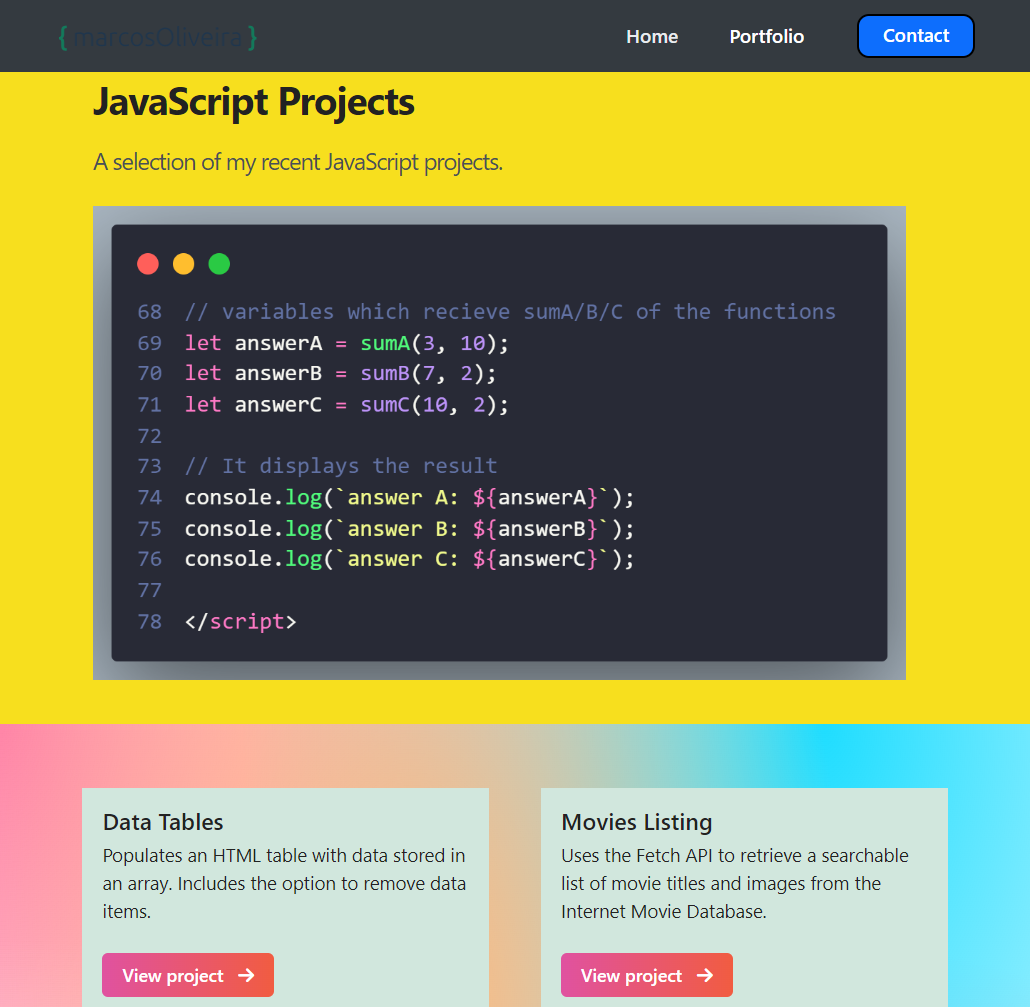 { marcosOliveira }
Home Portfolio Contact
JavaScript Projects
A selection of my recent JavaScript projects.
68 // variables which recieve sumA/B/C of the functions
69 let answerA = sumA(3, 10);
70 let answerB = sumB(7, 2);
71 let answerC = sumC(10, 2);
72
73 // It displays the result
74 console.log(`answer A: ${answerA}`);
75 console.log(`answer B: ${answerB}`);
76 console.log(`answer C: ${answerC}`);
77
78 </script>
Data Tables
Populates an HTML table with data stored in
an array. Includes the option to remove data
items.
View project →
Movies Listing
Uses the Fetch API to retrieve a searchable
list of movie titles and images from the
Internet Movie Database.
View project →